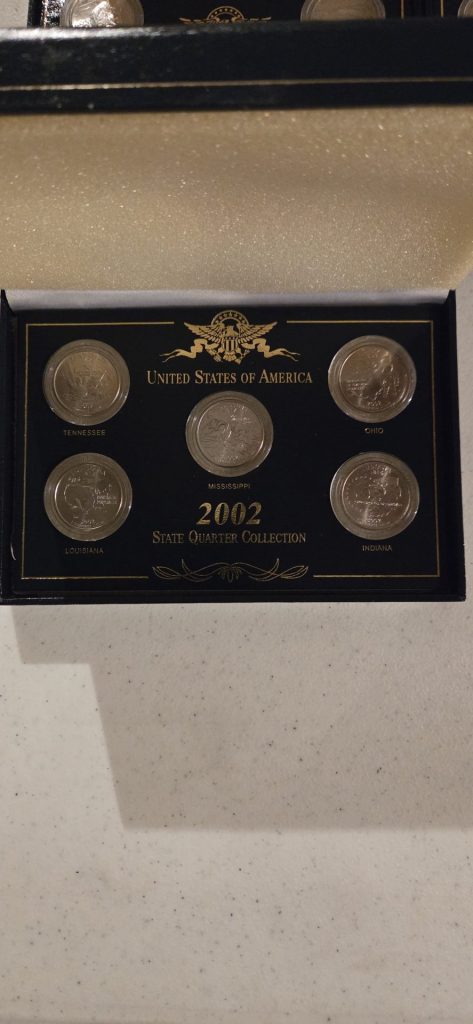 UNITED STATES OF AMERICA
TENNESSEE
OHIO
MISSISSIPPI
2002
STATE QUARTER COLLECTION
LOUISIANA
INDIANA